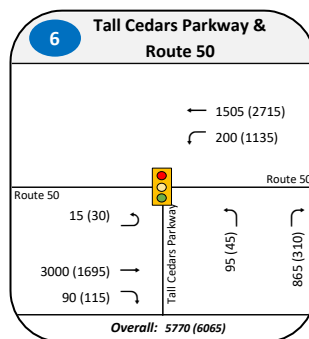 6
Tall Cedars Parkway &
Route 50
1505 (2715)
200 (1135)
Route 50
Route 50
15 (30)
3000 (1695)
90 (115)
Tall Cedars Parkway
95 (45)
865 (310)
Overall: 5770 (6065)